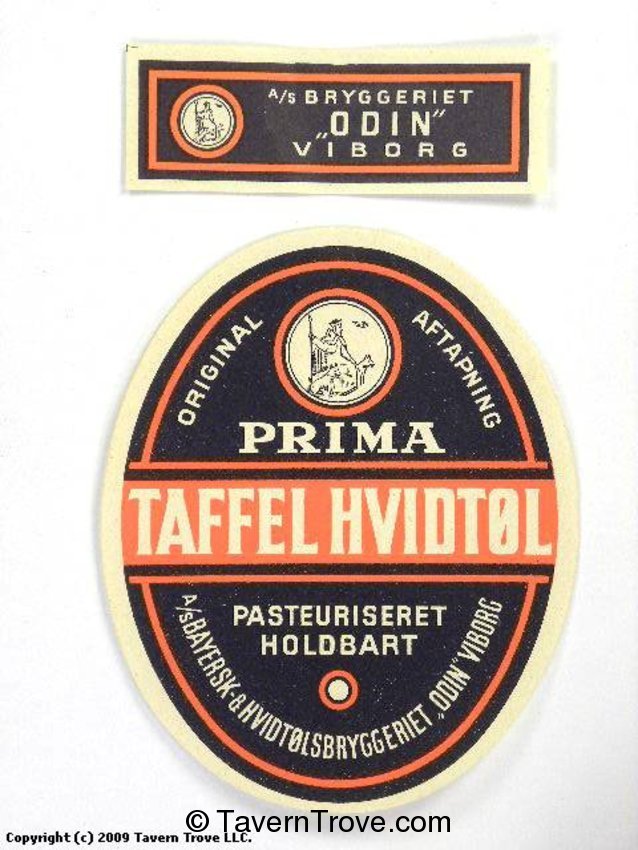 A/S BRYGGERIET
„ODIN"
VIBORG
ORIGINAL AFTAPNING
PRIMA
TAFFEL HVIDTØL
PASTEURISERET
HOLDBART
A/S BAYERSK- & HVIDTØLSBRYGGERIET „ODIN" VIBORG
© TavernTrove.com
Copyright (c) 2009 Tavern Trove LLC.